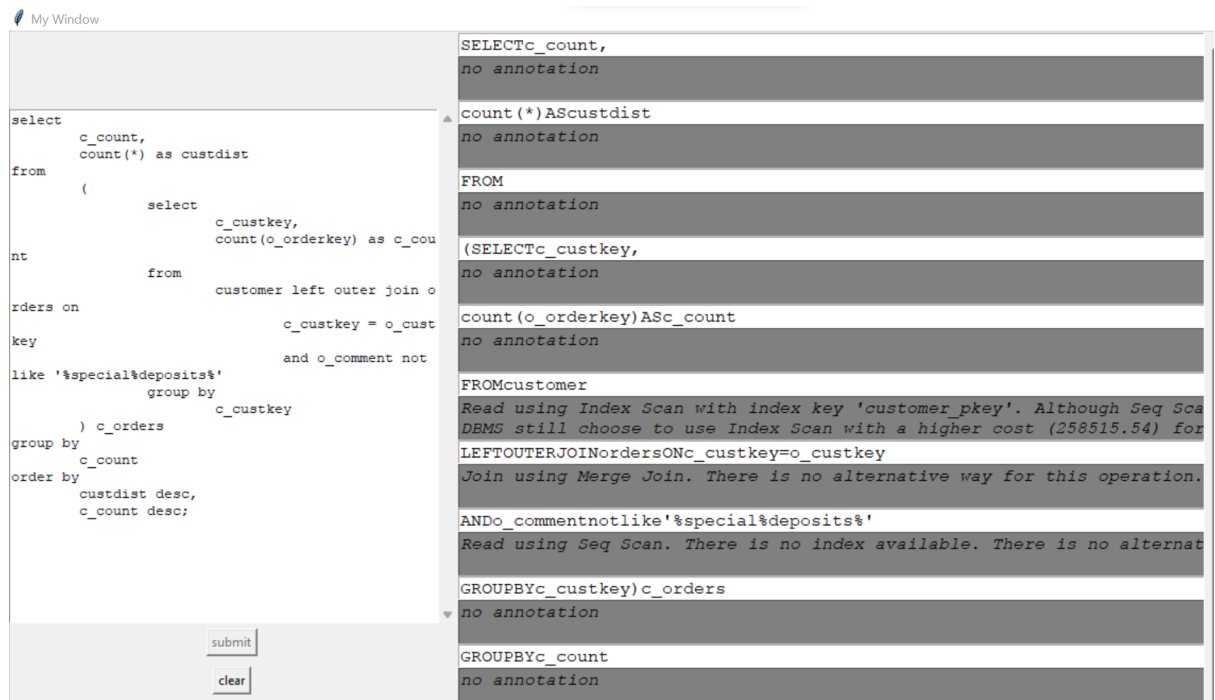 My Window
select
c_count,
count(*) as custdist
from
(
select
c_custkey,
count(o_orderkey) as c_cou
nt
from
customer left outer join o
rders on
c_custkey = o_cust
key
and o_comment not
like '%special%deposits%'
group by
c_custkey
) c_orders
group by
c_count
order by
custdist desc,
c_count desc;
submit
clear
SELECTc_count,
no annotation
count(*)AScustdist
no annotation
FROM
no annotation
(SELECTc_custkey,
no annotation
count(o_orderkey)ASc_count
no annotation
FROMcustomer
Read using Index Scan with index key 'customer_pkey'. Although Seq Sca
DBMS still choose to use Index Scan with a higher cost (258515.54) for
LEFTOUTERJOINordersONc_custkey=o_custkey
Join using Merge Join. There is no alternative way for this operation.
ANDo_commentnotlike'%special%deposits%'
Read using Seq Scan. There is no index available. There is no alternat
GROUPBYc_custkey)c_orders
no annotation
GROUPBYc_count
no annotation